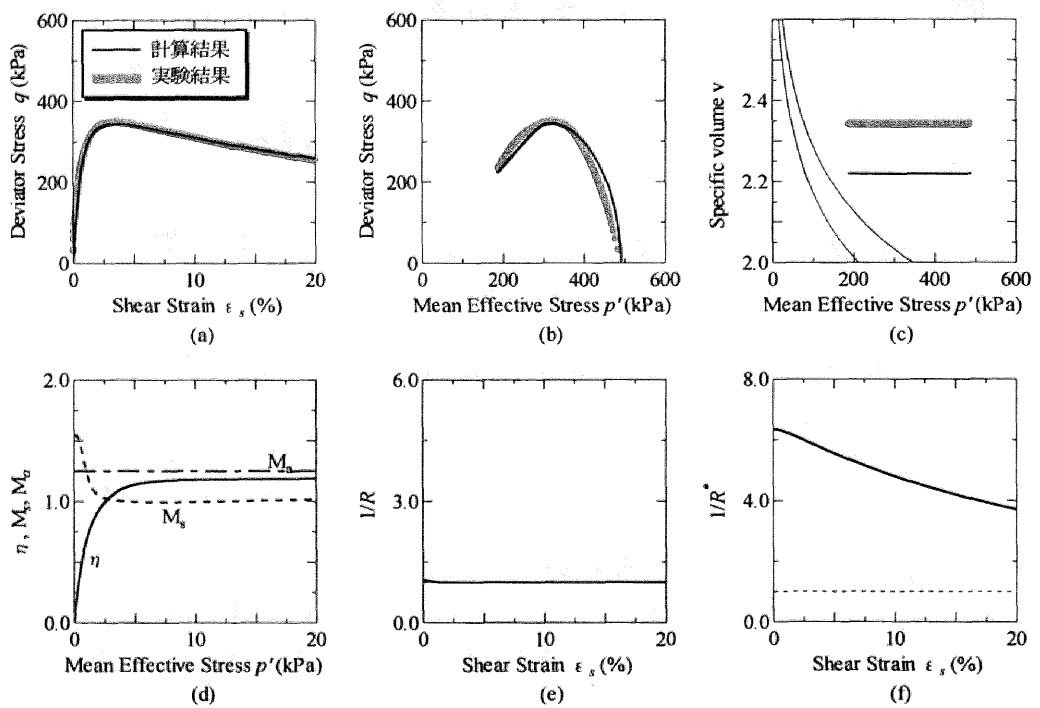 600
400
200
0
Deviator Stress q (kPa)
計算結果
実験結果
0
10
20
Shear Strain ε s (%)
(a)
600
400
200
0
Deviator Stress q (kPa)
200
400
600
Mean Effective Stress p′(kPa)
(b)
2.4
2.2
2.0
Specific volume v
0
200
400
600
Mean Effective Stress p′(kPa)
(c)
2.0
1.0
0.0
η , Ms, Ma
Ma
Ms
η
0
10
20
Mean Effective Stress p′(kPa)
(d)
6.0
3.0
0.0
1/R
0
10
20
Shear Strain ε s (%)
(e)
8.0
4.0
0.0
1/R*
0
10
20
Shear Strain ε s (%)
(f)